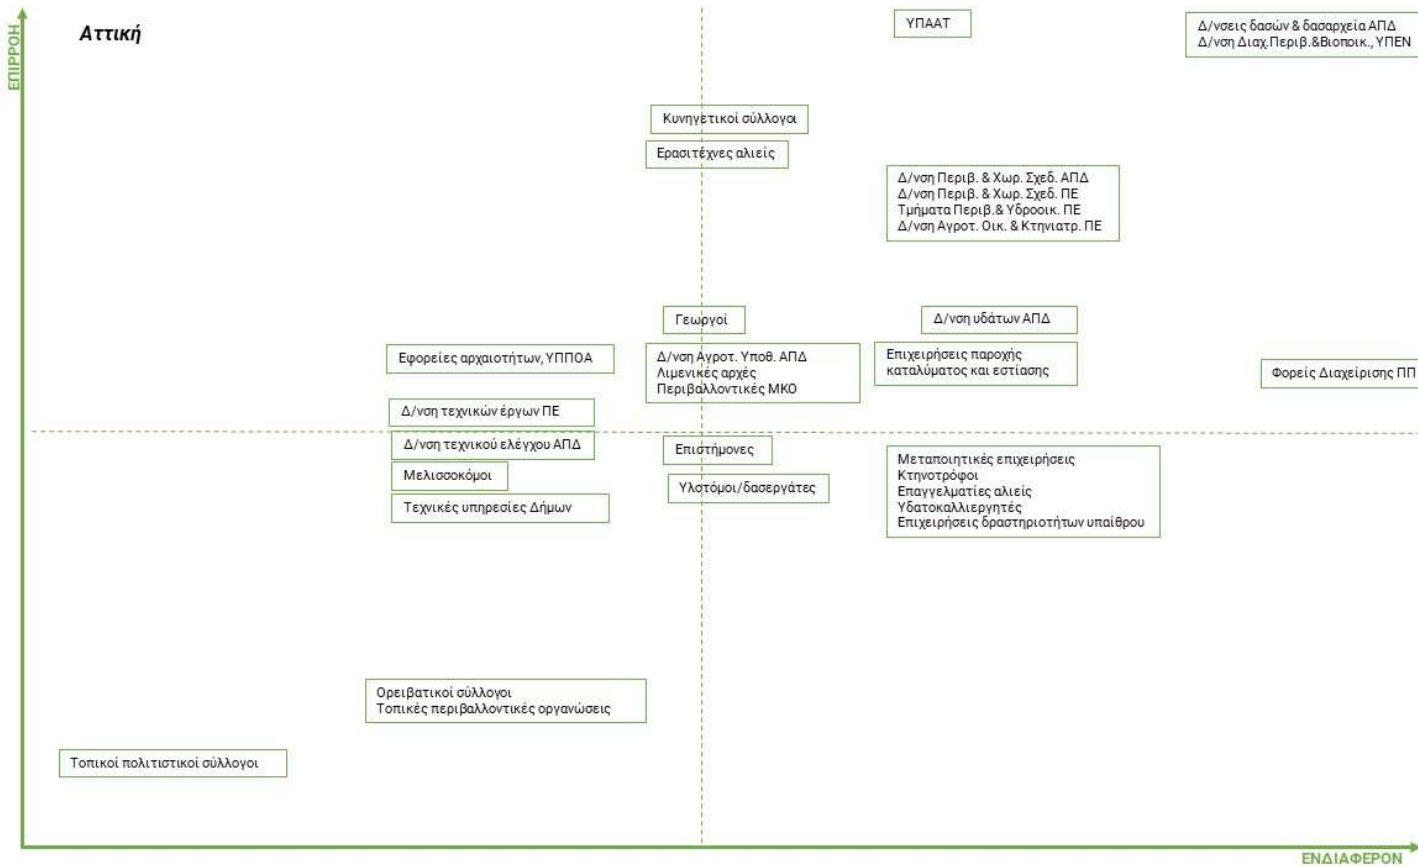 ΕΠΙΡΡΟΗ
Αττική
ΥΠΑΑΤ
Δ/νσεις δασών & δασαρχεία ΑΠΔ
Δ/νση Διαχ.Περιβ.&Βιοποικ., ΥΠΕΝ
Κυνηγετικοί σύλλογοι
Ερασιτέχνες αλιείς
Δ/νση Περιβ. & Χωρ. Σχεδ. ΑΠΔ
Δ/νση Περιβ. & Χωρ. Σχεδ. ΠΕ
Τμήματα Περιβ.& Υδροοικ. ΠΕ
Δ/νση Αγροτ. Οικ. & Κτηνιατρ. ΠΕ
Γεωργοί
Δ/νση υδάτων ΑΠΔ
Εφορείες αρχαιοτήτων, ΥΠΠΟΑ
Δ/νση Αγροτ. Υποθ. ΑΠΔ
Λιμενικές αρχές
Περιβαλλοντικές ΜΚΟ
Επιχειρήσεις παροχής
καταλύματος και εστίασης
Φορείς Διαχείρισης ΠΠ
Δ/νση τεχνικών έργων ΠΕ
Δ/νση τεχνικού ελέγχου ΑΠΔ
Μελισσοκόμοι
Τεχνικές υπηρεσίες Δήμων
Επιστήμονες
Υλοτόμοι/δασεργάτες
Μεταποιητικές επιχειρήσεις
Κτηνοτρόφοι
Επαγγελματίες αλιείς
Υδατοκαλλιεργητές
Επιχειρήσεις δραστηριοτήτων υπαίθρου
Ορειβατικοί σύλλογοι
Τοπικές περιβαλλοντικές οργανώσεις
Τοπικοί πολιτιστικοί σύλλογοι
ΕΝΔΙΑΦΕΡΟΝ